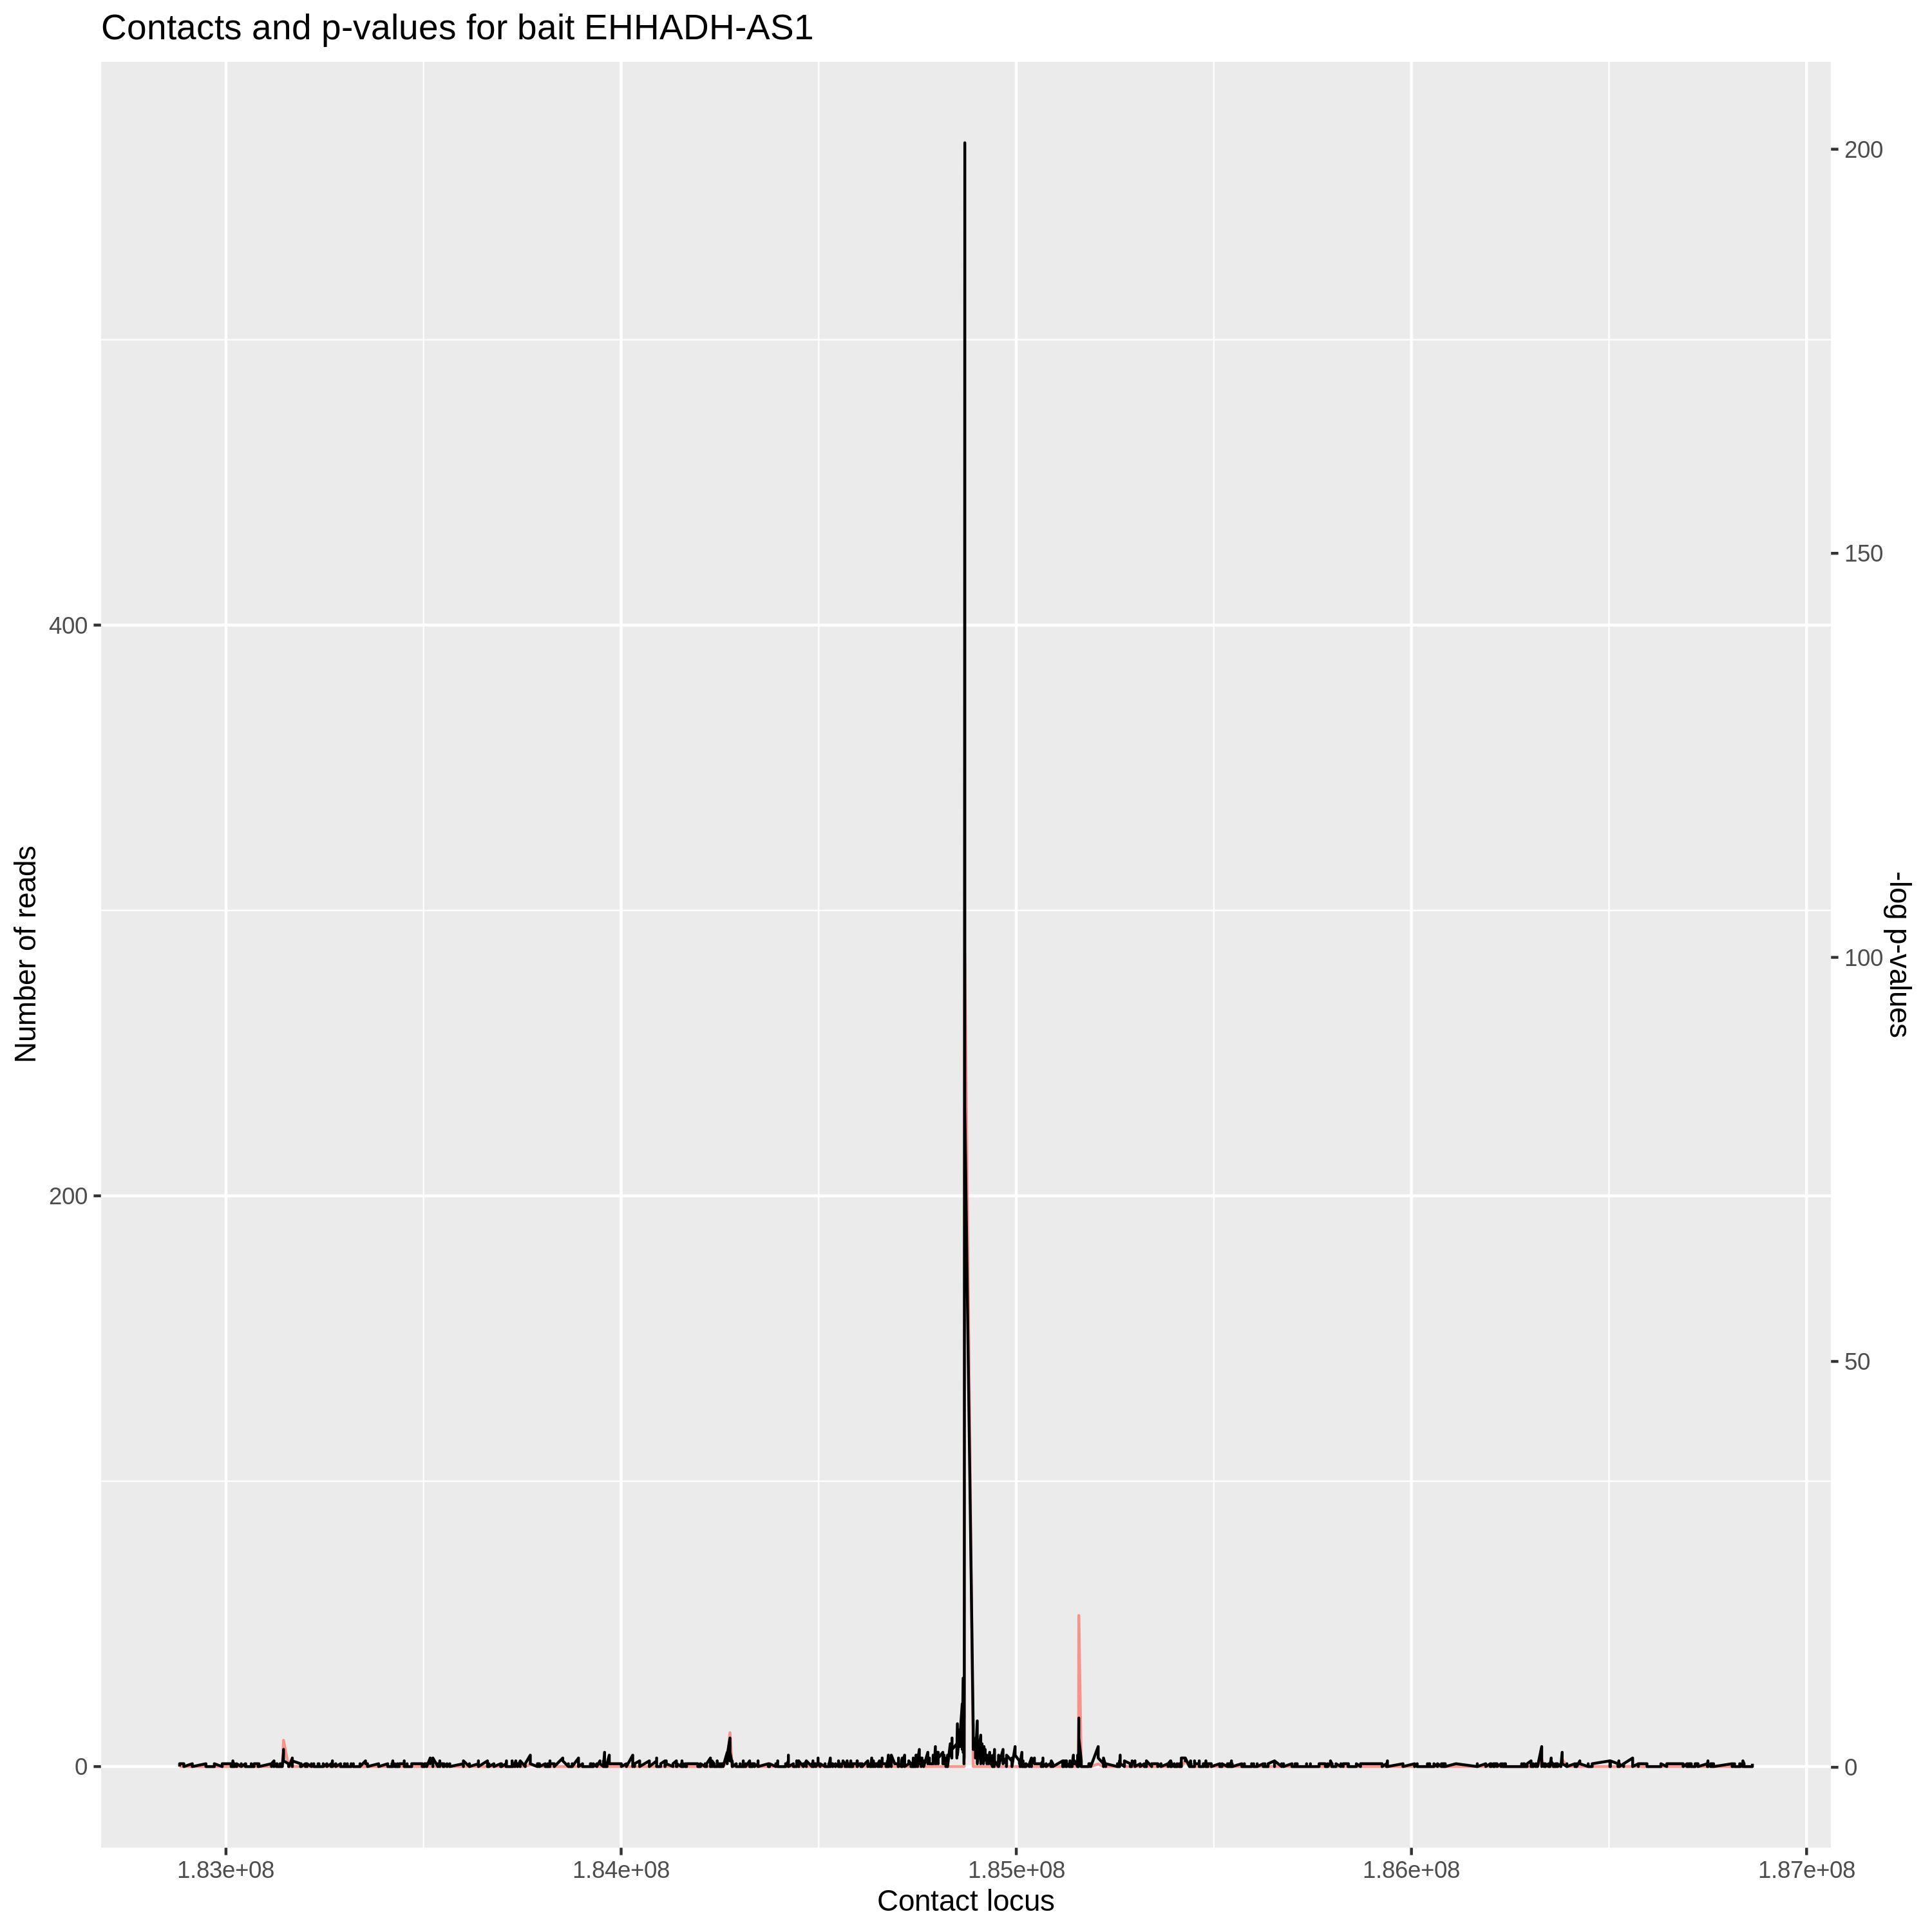 Contacts and p-values for bait EHHADH-AS1
Number of reads
400
200
0
200
150
100
50
0
-log p-values
1.83e+08
1.84e+08
1.85e+08
1.86e+08
1.87e+08
Contact locus